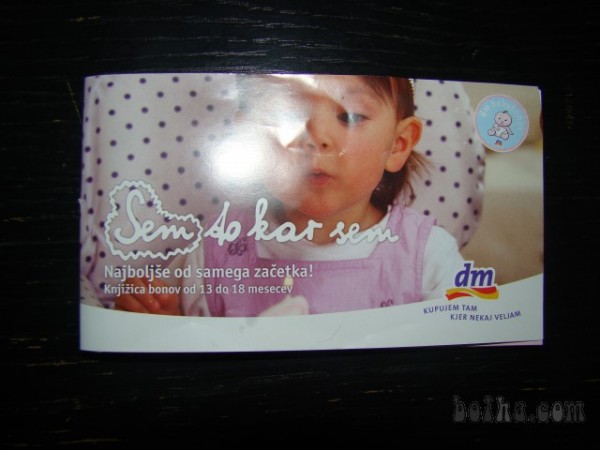 Sem to kar sem
Najboljše od samega začetka!
Knjižica bonov od 13 do 18 mesecev
dm
KUPUJEM TAM
KJER NEKAJ VELJAM
bolha.com